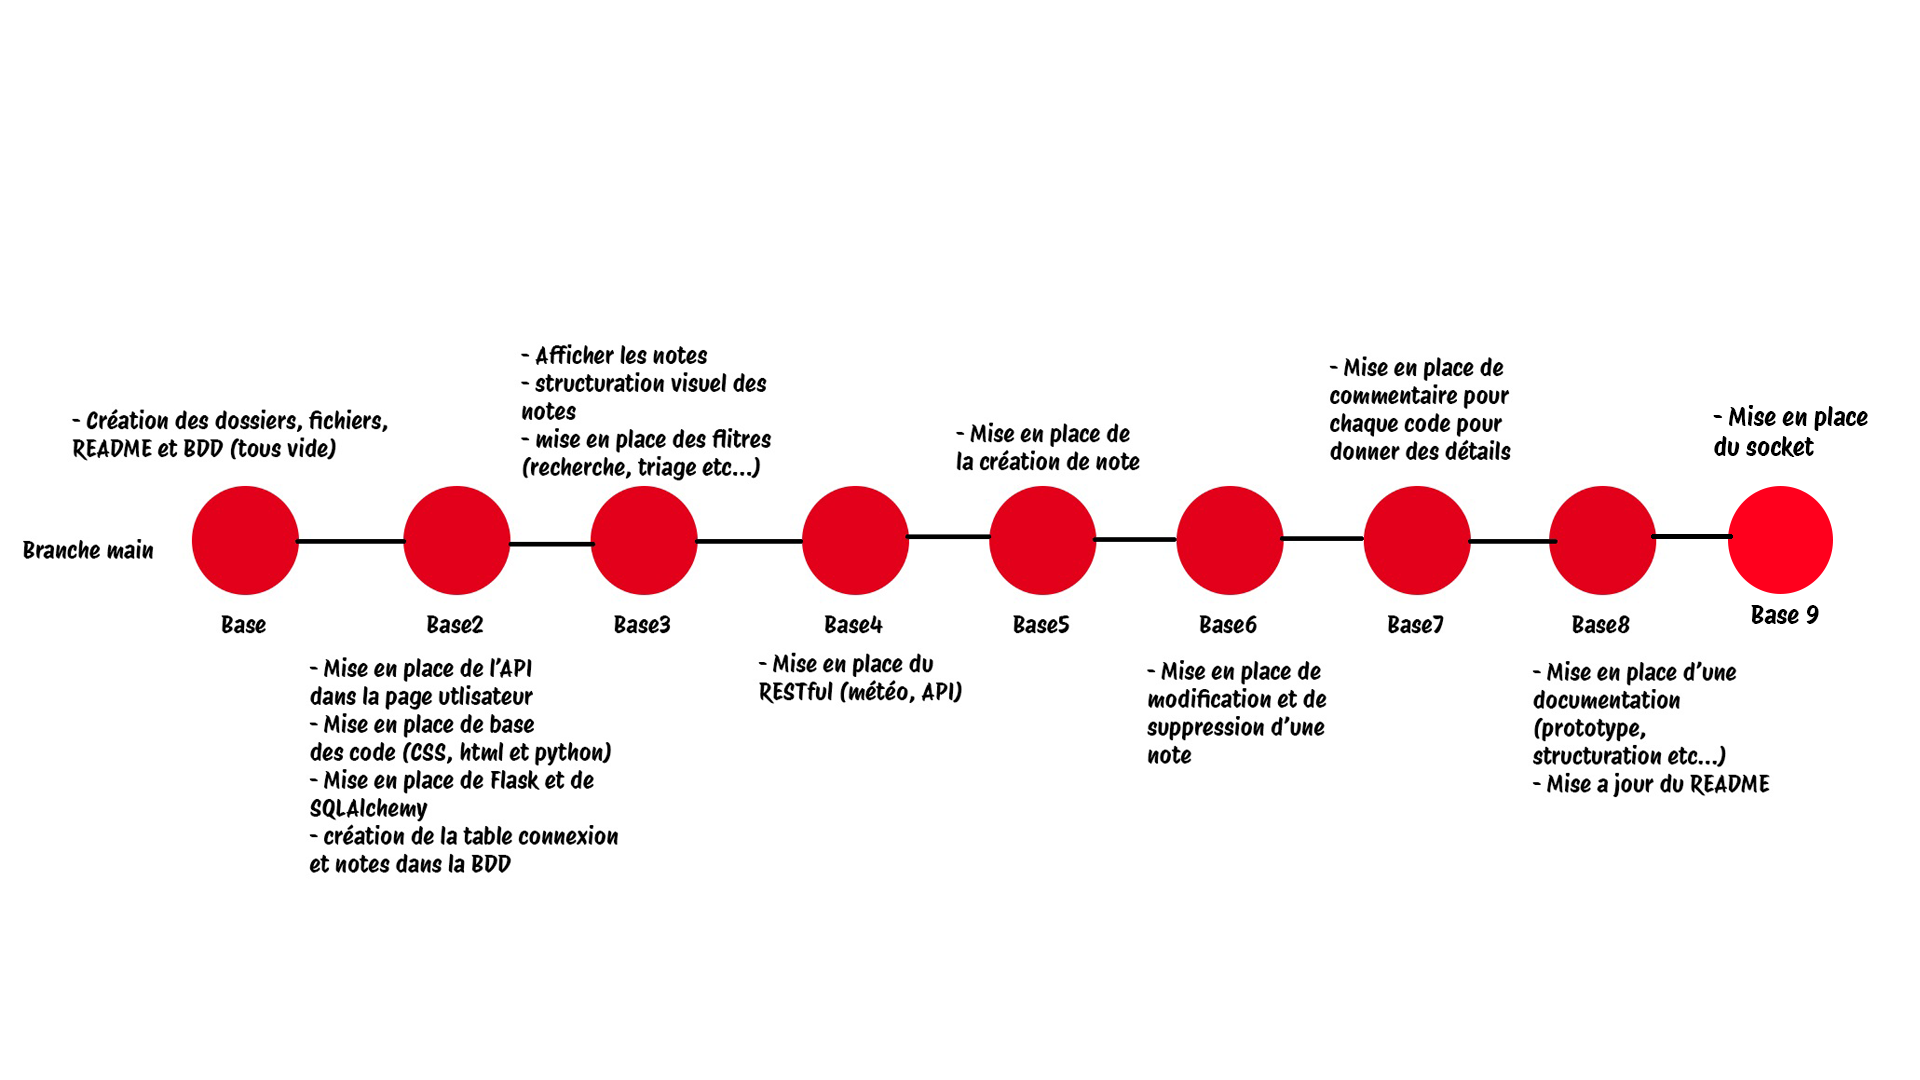 - Création des dossiers, fichiers,
README et BDD (tous vide)
- Afficher les notes
- structuration visuel des
notes
- mise en place des flitres
(recherche, triage etc...)
- Mise en place de
la création de note
- Mise en place de
commentaire pour
chaque code pour
donner des détails
- Mise en place
du socket
Branche main
Base
Base2
Base3
Base4
Base5
Base6
Base7
Base8
Base 9
- Mise en place de l'API
dans la page utlisateur
- Mise en place de base
des code (CSS, html et python)
- Mise en place de Flask et de
SQLAlchemy
- création de la table connexion
et notes dans la BDD
- Mise en place du
RESTful (météo, API)
- Mise en place de
modification et de
suppression d'une
note
- Mise en place d'une
documentation
(prototype,
structuration etc...)
- Mise a jour du README